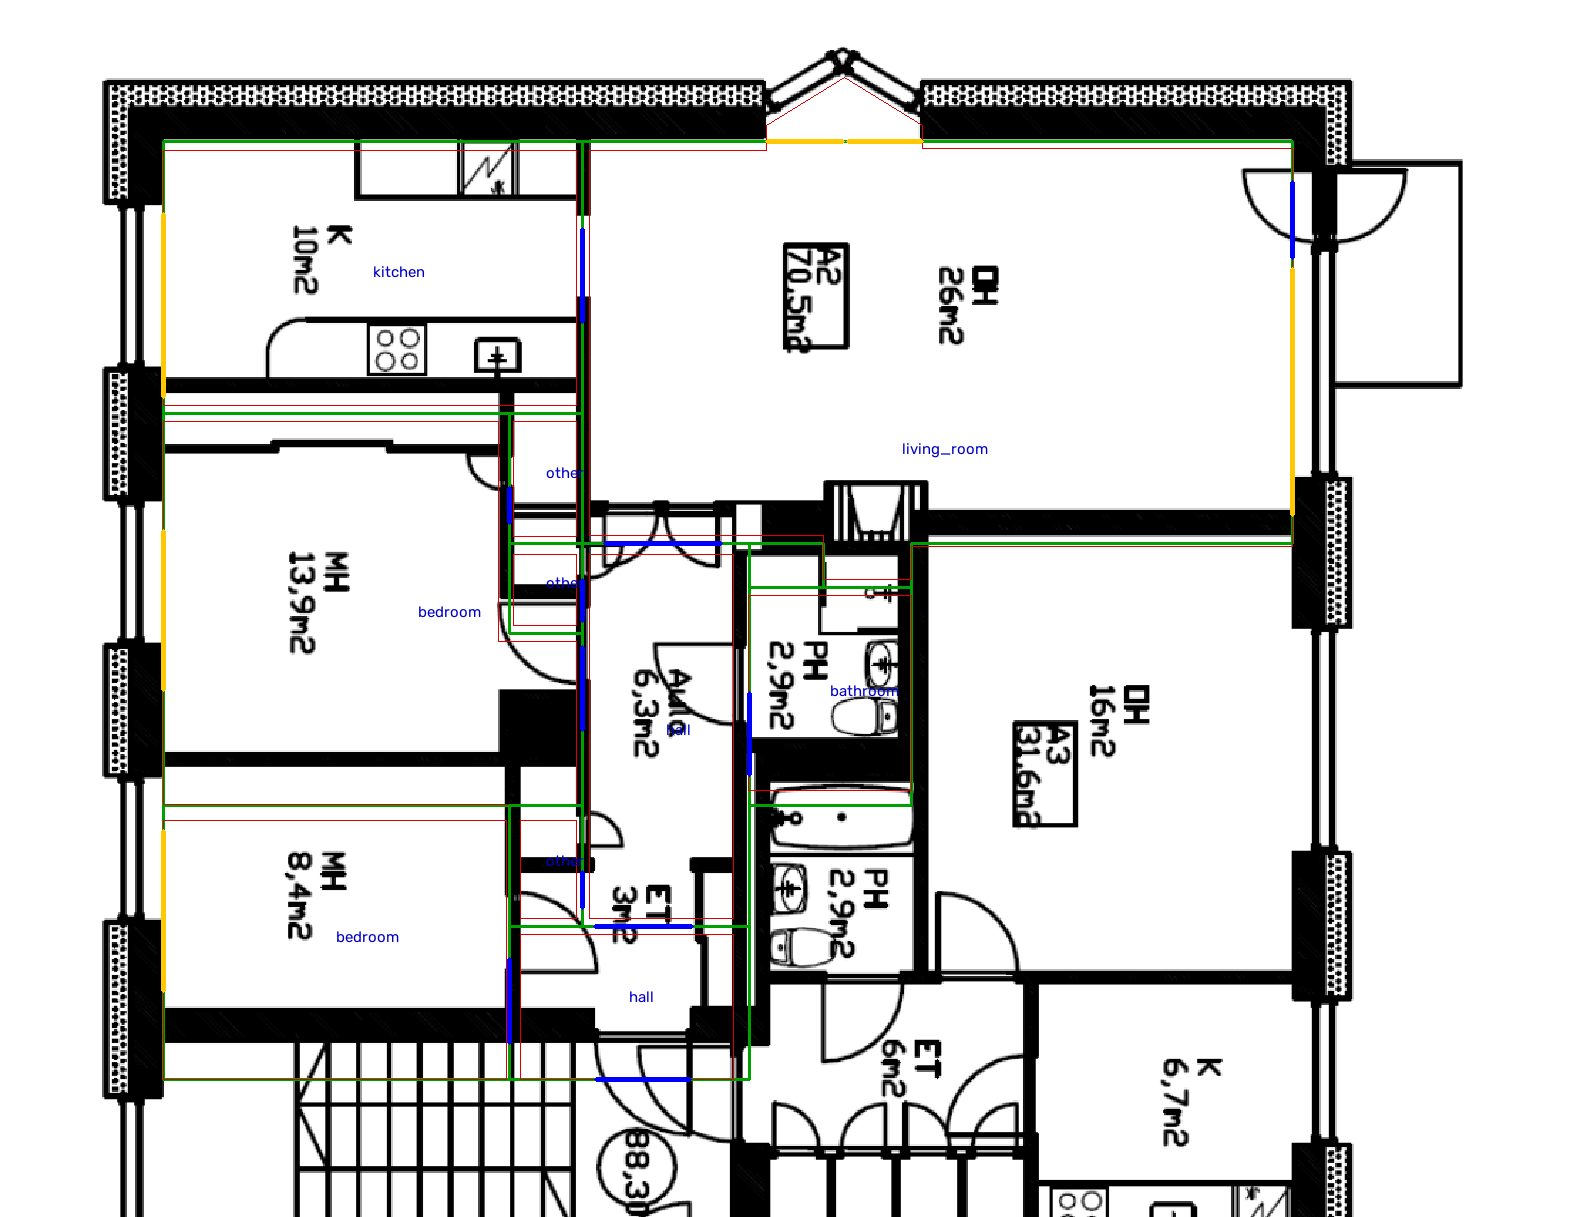 K
10m2
kitchen
A2
70,5m2
OH
26m2
living_room
other
other
MH
13,9m2
bedroom
Aula
6,3m2
hall
PH
2,9m2
bathroom
OH
16m2
A3
31,6m2
MH
8,4m2
bedroom
other
ET
3m2
hall
PH
2,9m2
ET
6m2
K
6,7m2